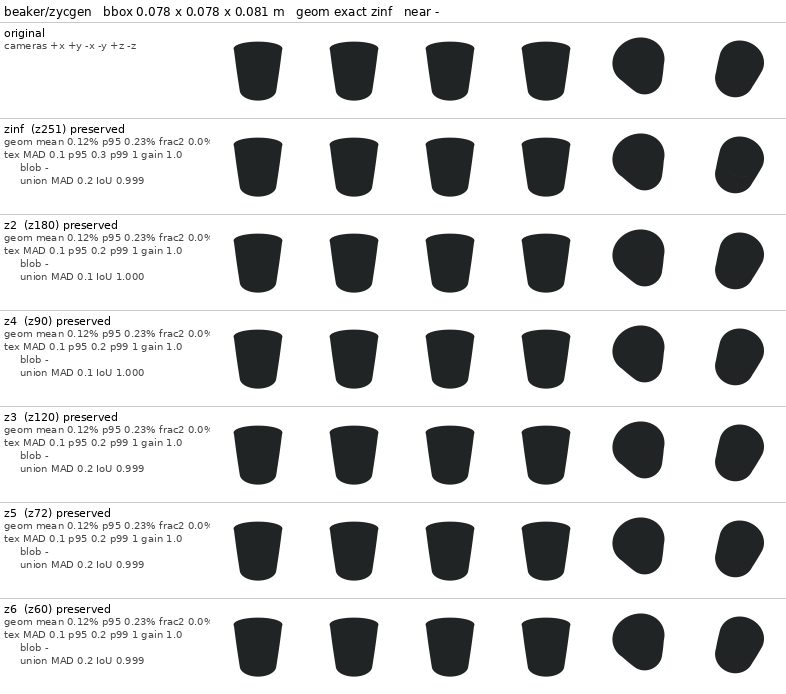 beaker/zycgen   bbox 0.078 x 0.078 x 0.081 m   geom exact zinf   near -
original
cameras +x +y -x -y +z -z
zinf  (z251) preserved
geom mean 0.12% p95 0.23% frac2 0.0%
tex MAD 0.1 p95 0.3 p99 1 gain 1.0
blob -
union MAD 0.2 IoU 0.999
z2  (z180) preserved
geom mean 0.12% p95 0.23% frac2 0.0%
tex MAD 0.1 p95 0.2 p99 1 gain 1.0
blob -
union MAD 0.1 IoU 1.000
z4  (z90) preserved
geom mean 0.12% p95 0.23% frac2 0.0%
tex MAD 0.1 p95 0.2 p99 1 gain 1.0
blob -
union MAD 0.1 IoU 1.000
z3  (z120) preserved
geom mean 0.12% p95 0.23% frac2 0.0%
tex MAD 0.1 p95 0.2 p99 1 gain 1.0
blob -
union MAD 0.2 IoU 0.999
z5  (z72) preserved
geom mean 0.12% p95 0.23% frac2 0.0%
tex MAD 0.1 p95 0.2 p99 1 gain 1.0
blob -
union MAD 0.2 IoU 0.999
z6  (z60) preserved
geom mean 0.12% p95 0.23% frac2 0.0%
tex MAD 0.1 p95 0.2 p99 1 gain 1.0
blob -
union MAD 0.2 IoU 0.999